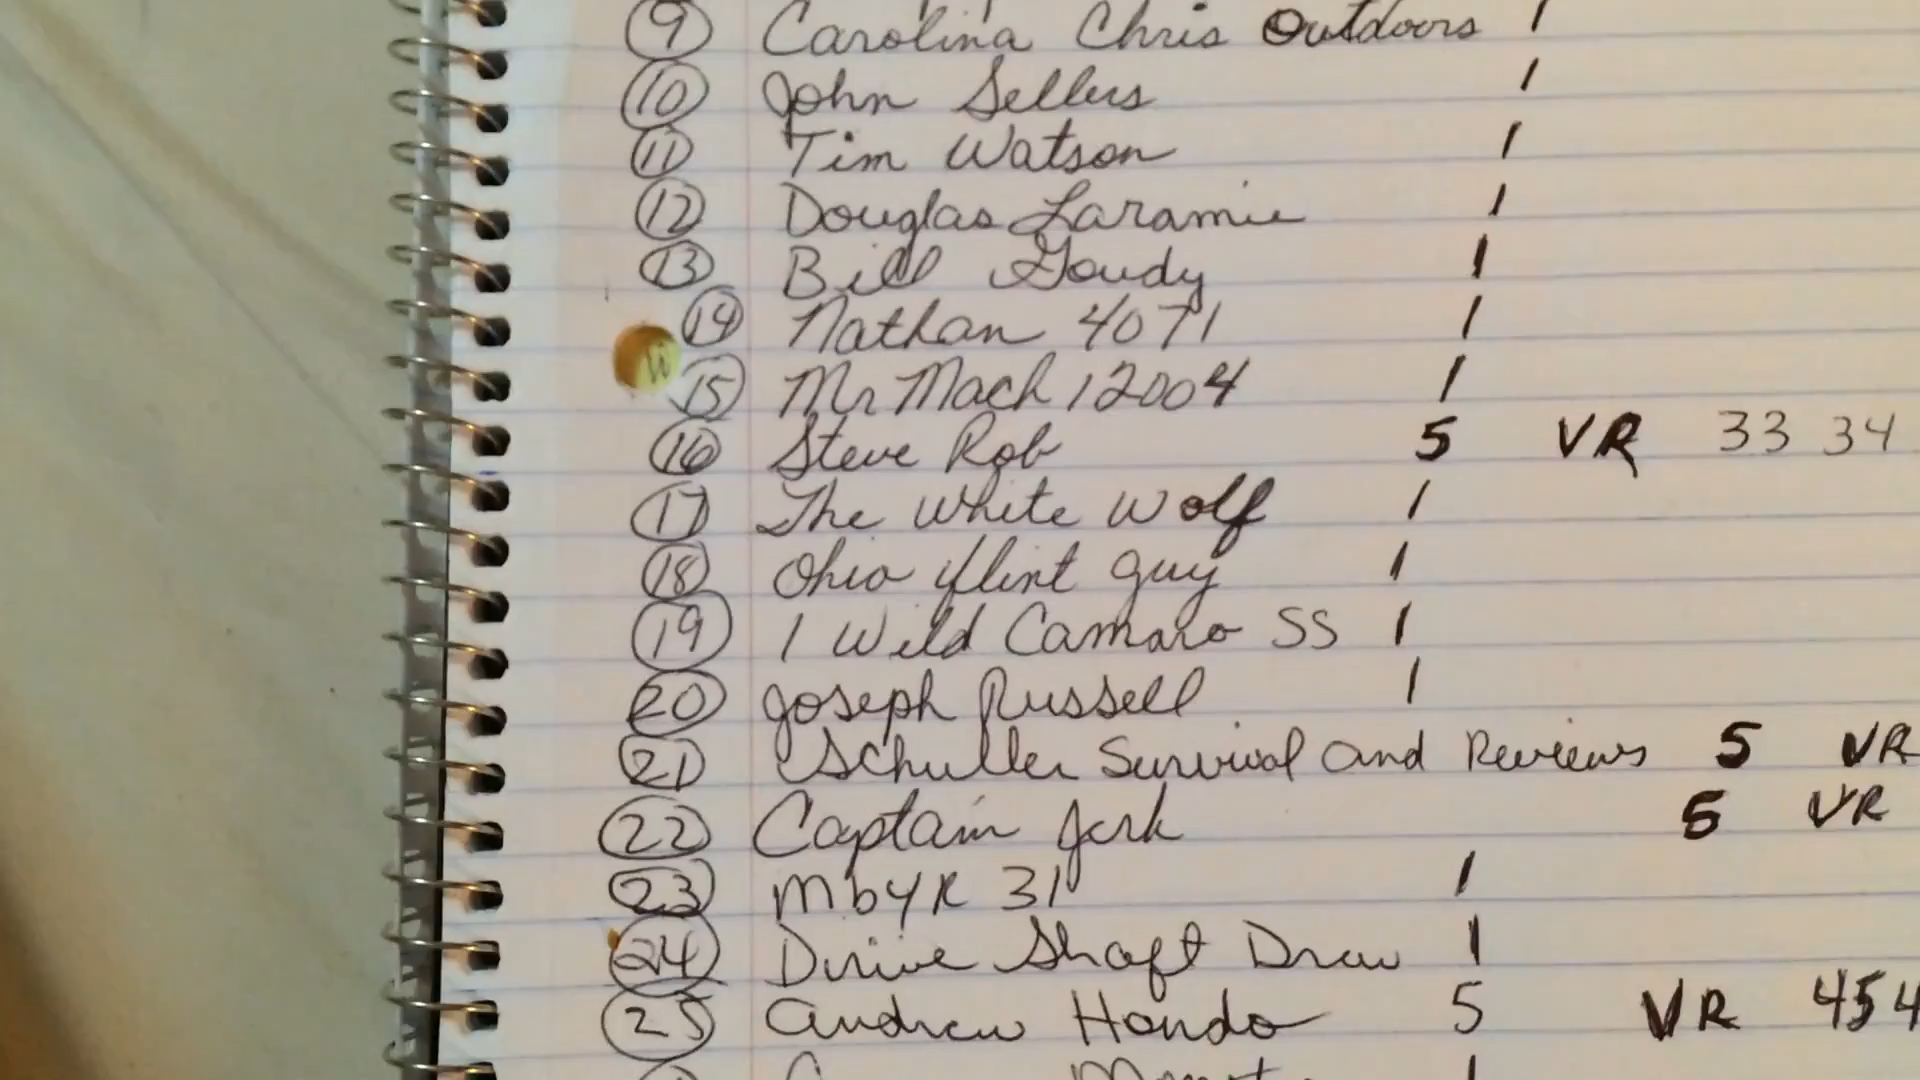 9 Carolina Chris Outdoors 1
10 John Sellers 1
11 Tim Watson 1
12 Douglas Laramie 1
13 Bill Goudy 1
14 Nathan 4071 1
15 Mr Mach 12004 1
16 Steve Rob 5 VR 33 34
17 The White Wolf 1
18 Ohio flint guy 1
19 1 Wild Camaro SS 1
20 Joseph Russell 1
21 Schuller Survival and Reviews 5 VR
22 Captain Jerk 5 VR
23 Mb4R 31 1
24 Drive Shaft Drew 1
25 Andrew Hondo 5 VR 454